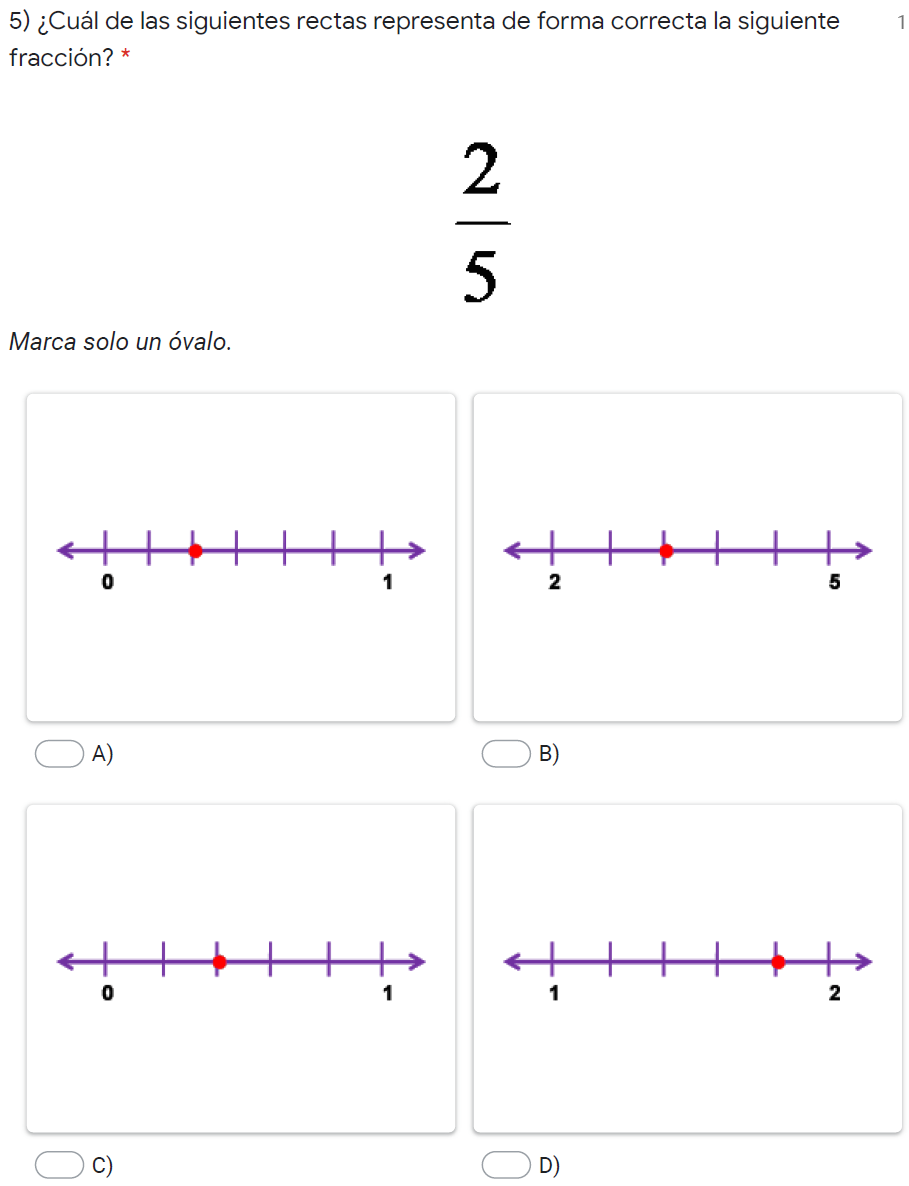 5) ¿Cuál de las siguientes rectas representa de forma correcta la siguiente 1
fracción? *
2
5
Marca solo un óvalo.
0 1
2 5
A) B)
0 1
1 2
C) D)